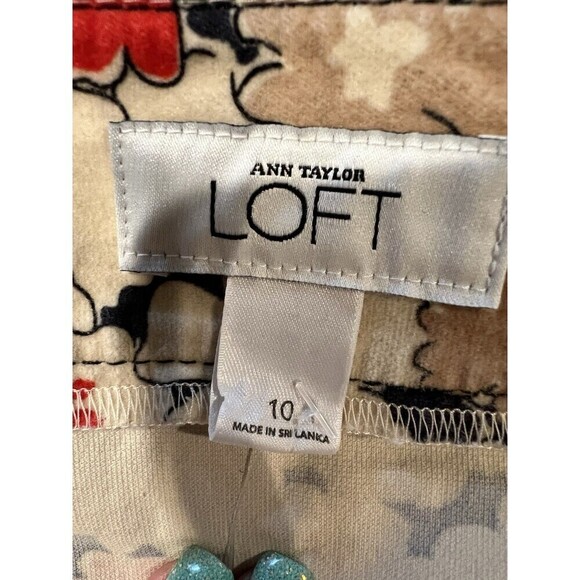 ANN TAYLOR
LOFT
10
MADE IN SRI LANKA